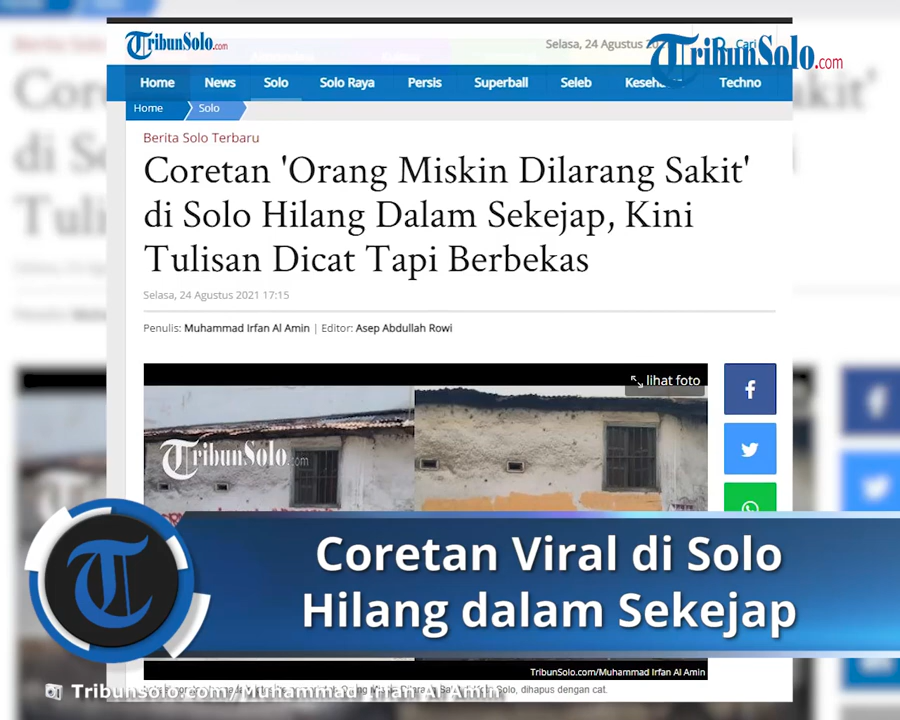 TribunSolo.com
Selasa, 24 Agustus
Cari
TribunSolo.com
Home News Solo Solo Raya Persis Superball Seleb Techno
Home Solo
Berita Solo Terbaru
Coretan 'Orang Miskin Dilarang Sakit'
di Solo Hilang Dalam Sekejap, Kini
Tulisan Dicat Tapi Berbekas
Selasa, 24 Agustus 2021 17:15
Penulis: Muhammad Irfan Al Amin | Editor: Asep Abdullah Rowi
lihat foto
TribunSolo.com
Coretan Viral di Solo
Hilang dalam Sekejap
TribunSolo.com/Muhammad Irfan Al Amin
Tribunsolo.com/Muhammad Irfan Al Amin
Solo, dihapus dengan cat.